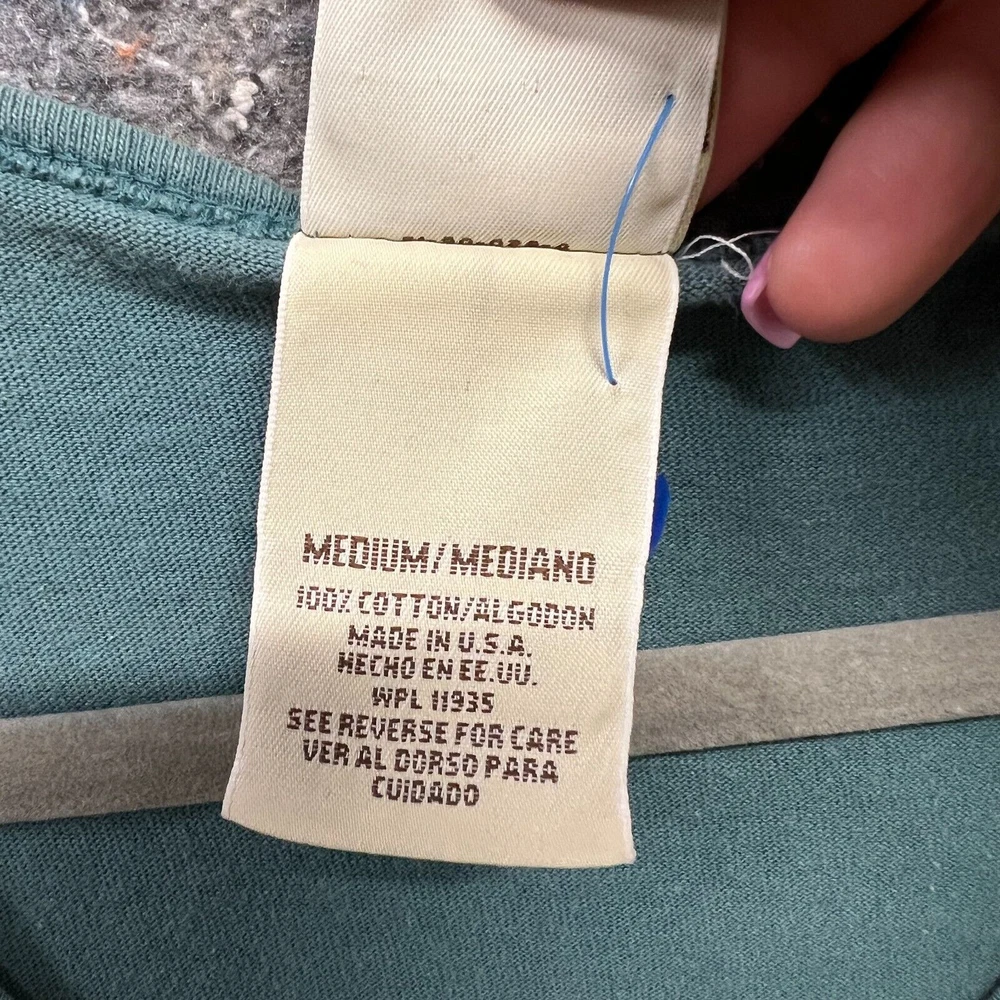 MEDIUM/MEDIANO
100% COTTON/ALGODON
MADE IN U.S.A.
HECHO EN EE.UU.
WPL 11935
SEE REVERSE FOR CARE
VER AL DORSO PARA
CUIDADO